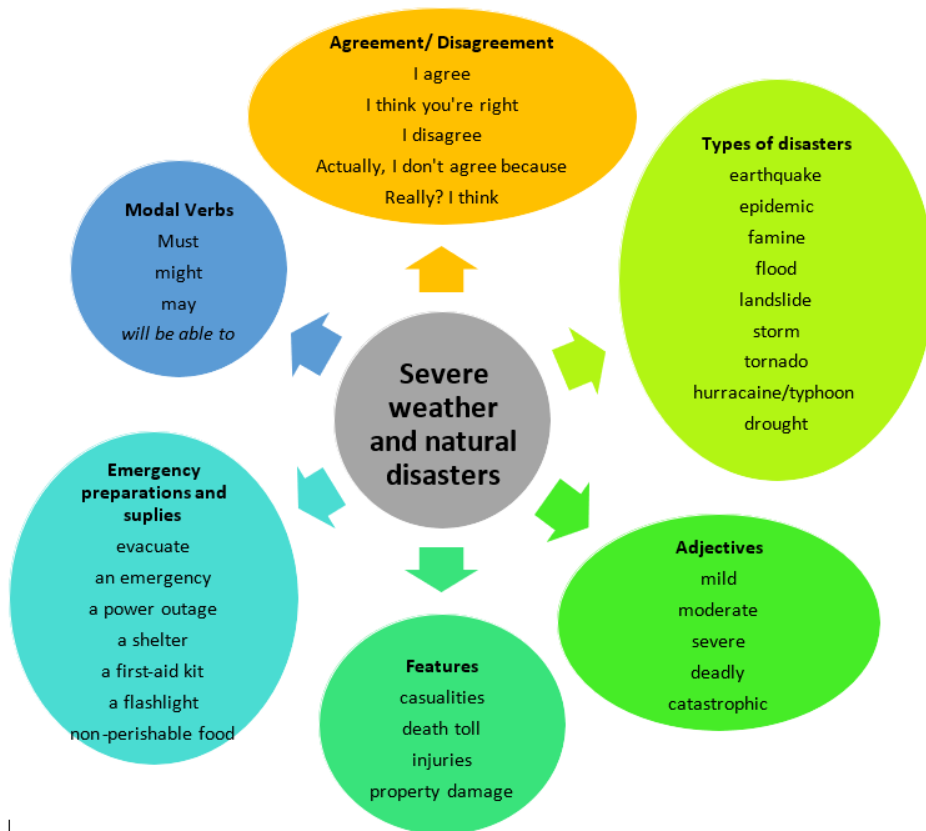 Agreement/ Disagreement
I agree
I think you're right
I disagree
Actually, I don't agree because
Really? I think
Types of disasters
earthquake
epidemic
famine
flood
landslide
storm
tornado
hurracaine/typhoon
drought
Modal Verbs
Must
might
may
will be able to
Severe
weather
and natural
disasters
Emergency
preparations and
suplies
evacuate
an emergency
a power outage
a shelter
a first-aid kit
a flashlight
non-perishable food
Adjectives
mild
moderate
severe
deadly
catastrophic
Features
casualities
death toll
injuries
property damage